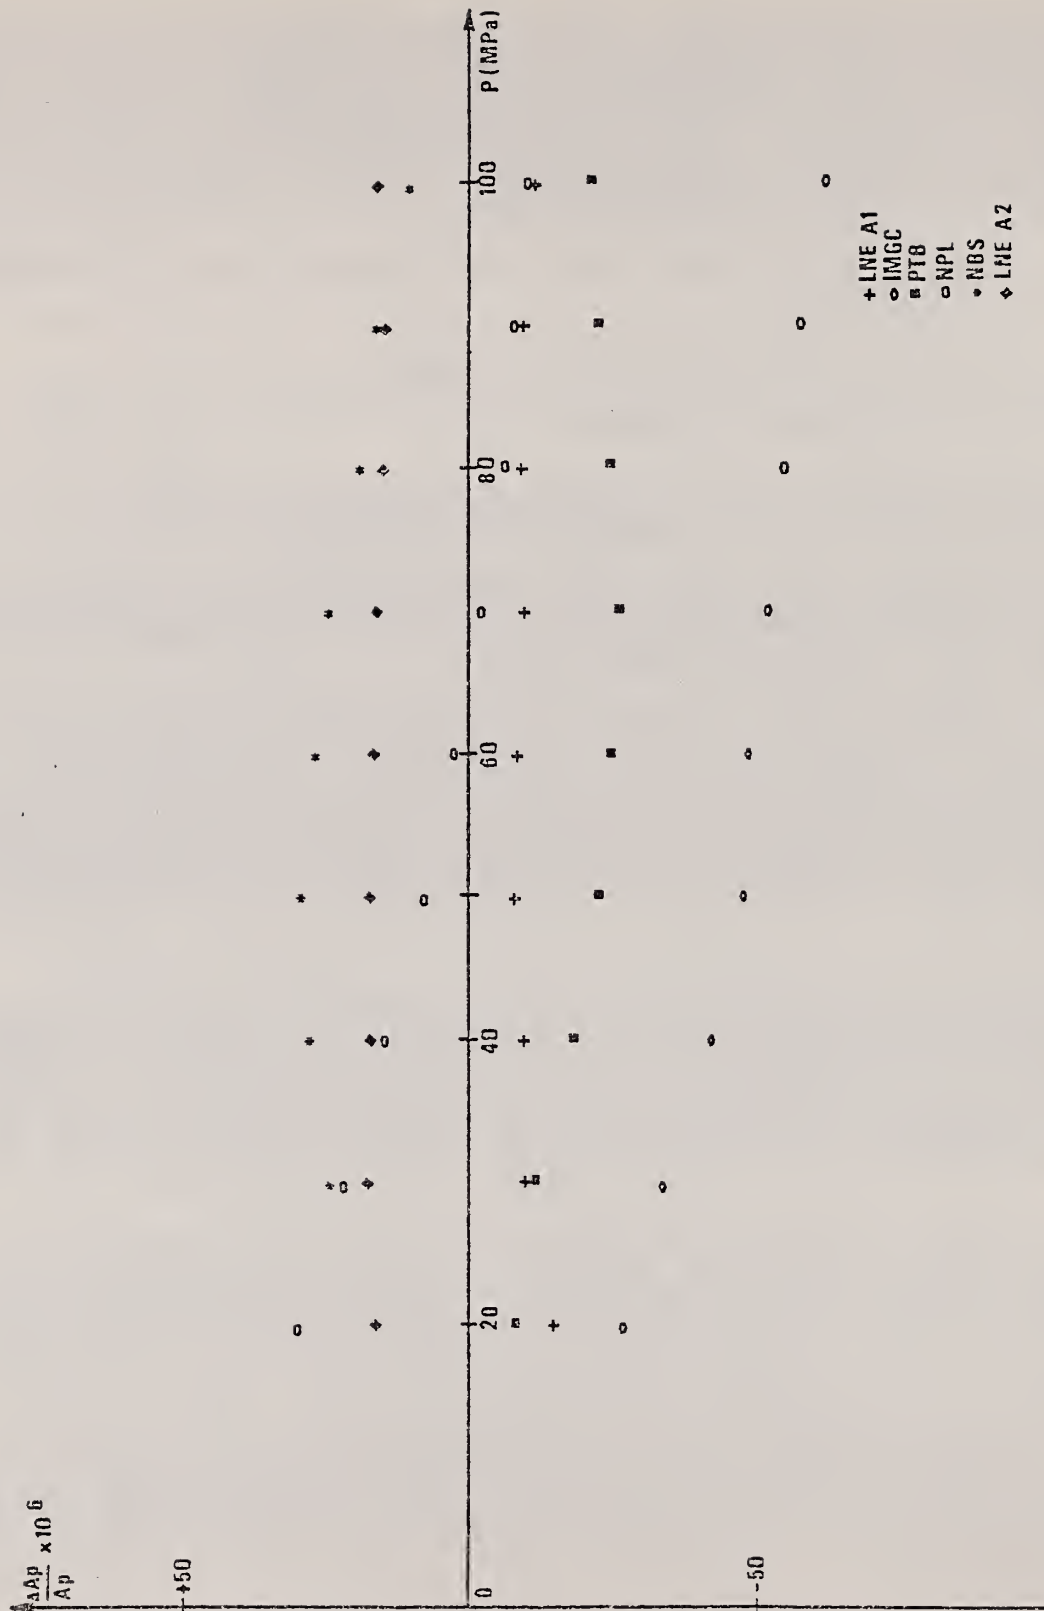 ΔAp
Ap
x10 6
+50
0
-50
20
40
60
80
100
P(MPa)
+ LNE A1
o IMGC
■ PTB
o NPL
* NBS
◇ LNE A2